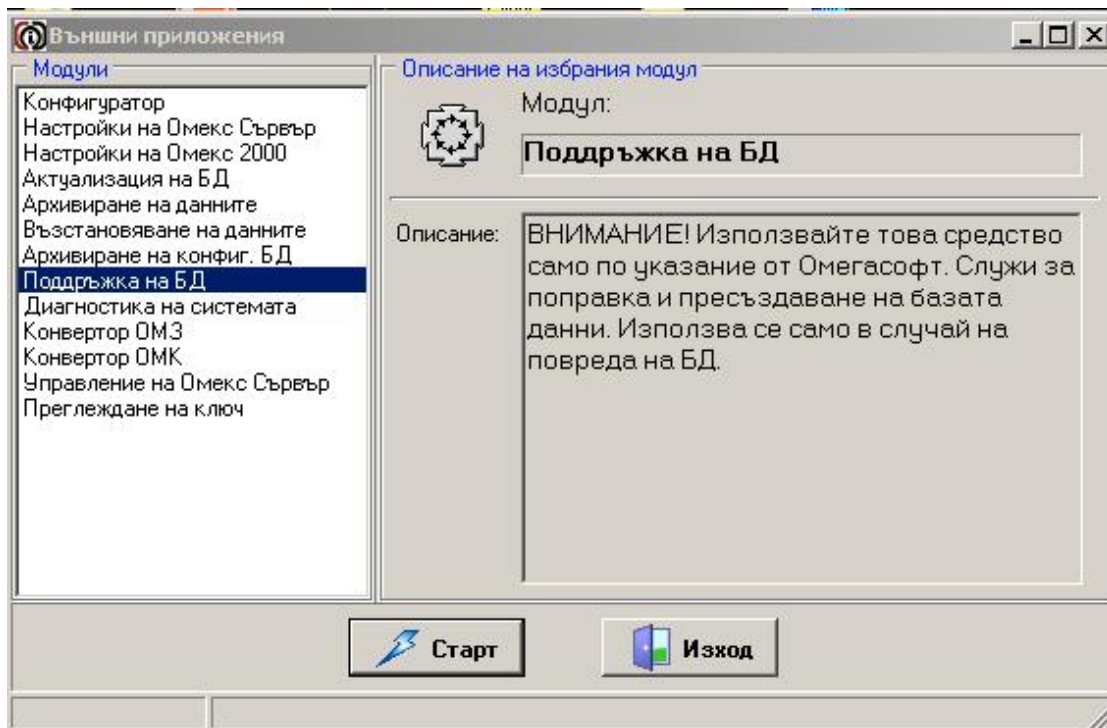 Външни приложения
Модули
Конфигуратор
Настройки на Омекс Сървър
Настройки на Омекс 2000
Актуализация на БД
Архивиране на данните
Възстановяване на данните
Архивиране на конфиг. БД
Поддръжка на БД
Диагностика на системата
Конвертор ОМ3
Конвертор ОМК
Управление на Омекс Сървър
Преглеждане на ключ
Описание на избрания модул
Модул:
Поддръжка на БД
Описание:
ВНИМАНИЕ! Използвайте това средство
само по указание от Омегасофт. Служи за
поправка и пресъздаване на базата
данни. Използва се само в случай на
повреда на БД.
Старт
Изход